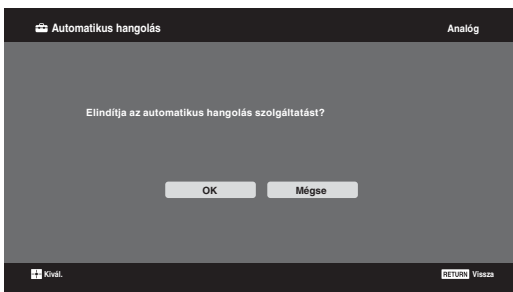 Automatikus hangolás
Analóg
Elindítja az automatikus hangolás szolgáltatást?
OK
Mégse
Kivál.
RETURN Vissza